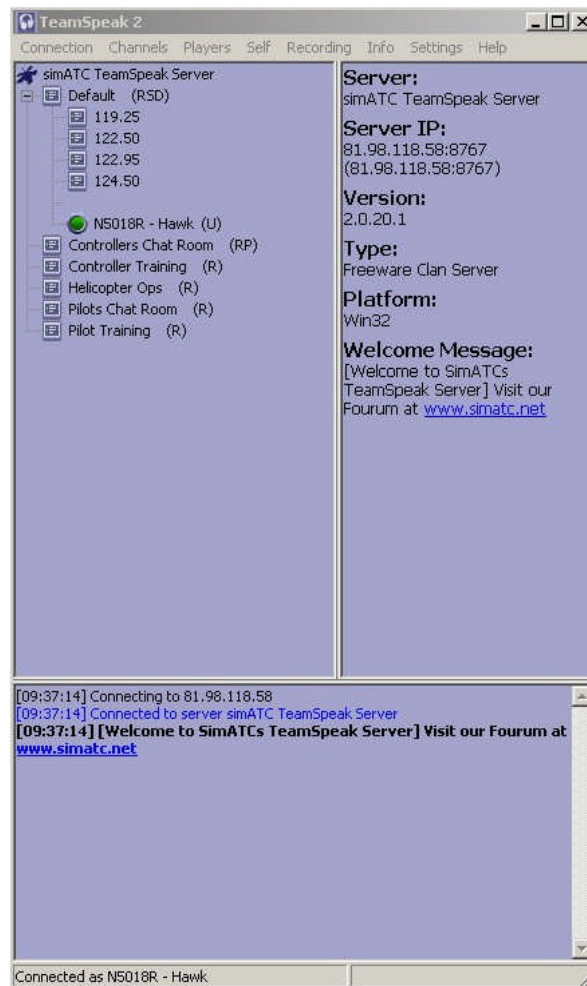 TeamSpeak 2
Connection Channels Players Self Recording Info Settings Help
simATC TeamSpeak Server
Default (RSD)
119.25
122.50
122.95
124.50
N5018R - Hawk (U)
Controllers Chat Room (RP)
Controller Training (R)
Helicopter Ops (R)
Pilots Chat Room (R)
Pilot Training (R)
Server:
simATC TeamSpeak Server
Server IP:
81.98.118.58:8767
(81.98.118.58:8767)
Version:
2.0.20.1
Type:
Freeware Clan Server
Platform:
Win32
Welcome Message:
[Welcome to SimATCs
TeamSpeak Server] Visit our
Fourum at www.simatc.net
[09:37:14] Connecting to 81.98.118.58
[09:37:14] Connected to server simATC TeamSpeak Server
[09:37:14] [Welcome to SimATCs TeamSpeak Server] Visit our Fourum at
www.simatc.net
Connected as N5018R - Hawk